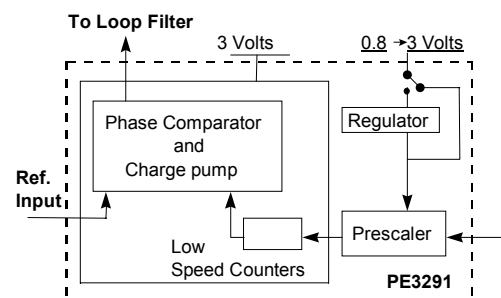 To Loop Filter
3 Volts
0.8 → 3 Volts
Phase Comparator
and
Charge pump
Regulator
Ref.
Input
Prescaler
Low
Speed Counters
PE3291